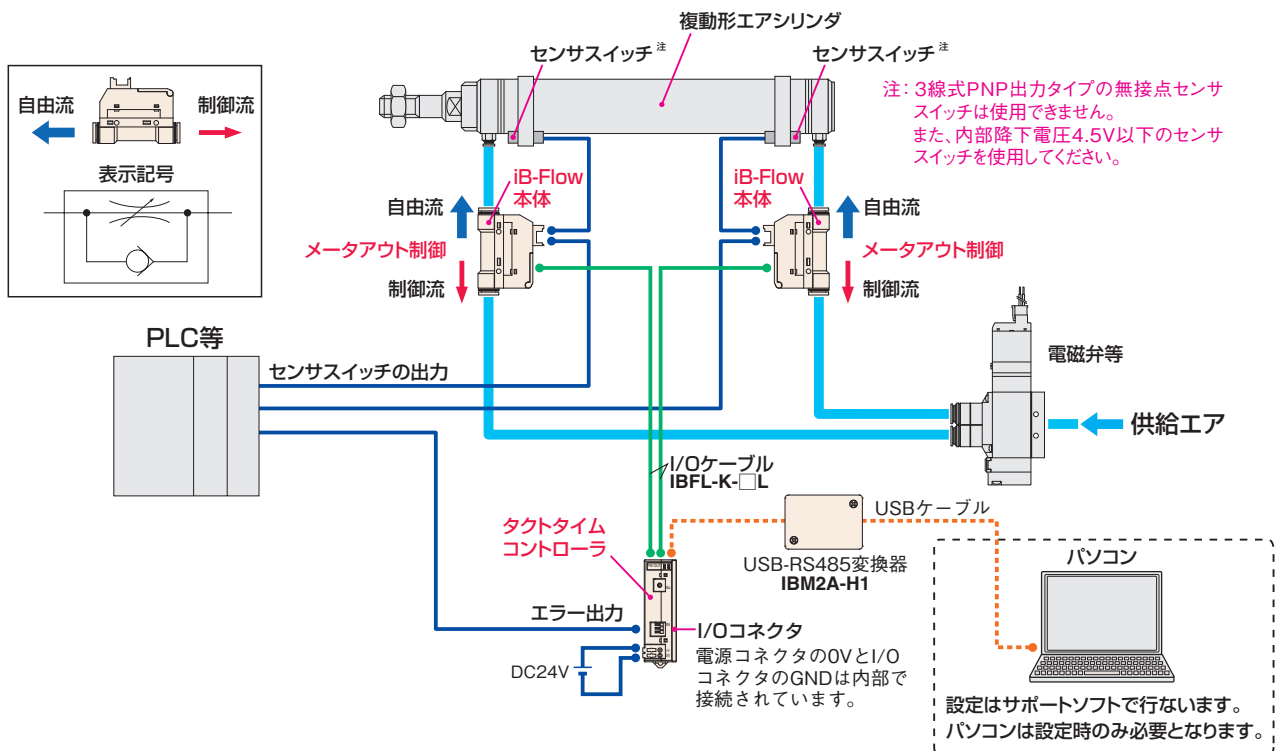 複動形エアシリンダ
センサスイッチ 注
センサスイッチ 注
注：3線式PNP出力タイプの無接点センサ
スイッチは使用できません。
また、内部降下電圧4.5V以下のセンサ
スイッチを使用してください。
自由流
制御流
表示記号
iB-Flow
本体
自由流
メータアウト制御
制御流
iB-Flow
本体
自由流
メータアウト制御
制御流
PLC等
センサスイッチの出力
電磁弁等
供給エア
I/Oケーブル
IBFL-K-□L
USBケーブル
USB-RS485変換器
IBM2A-H1
タクトタイム
コントローラ
エラー出力
DC24V
I/Oコネクタ
電源コネクタの0VとI/O
コネクタのGNDは内部で
接続されています。
パソコン
設定はサポートソフトで行ないます。
パソコンは設定時のみ必要となります。